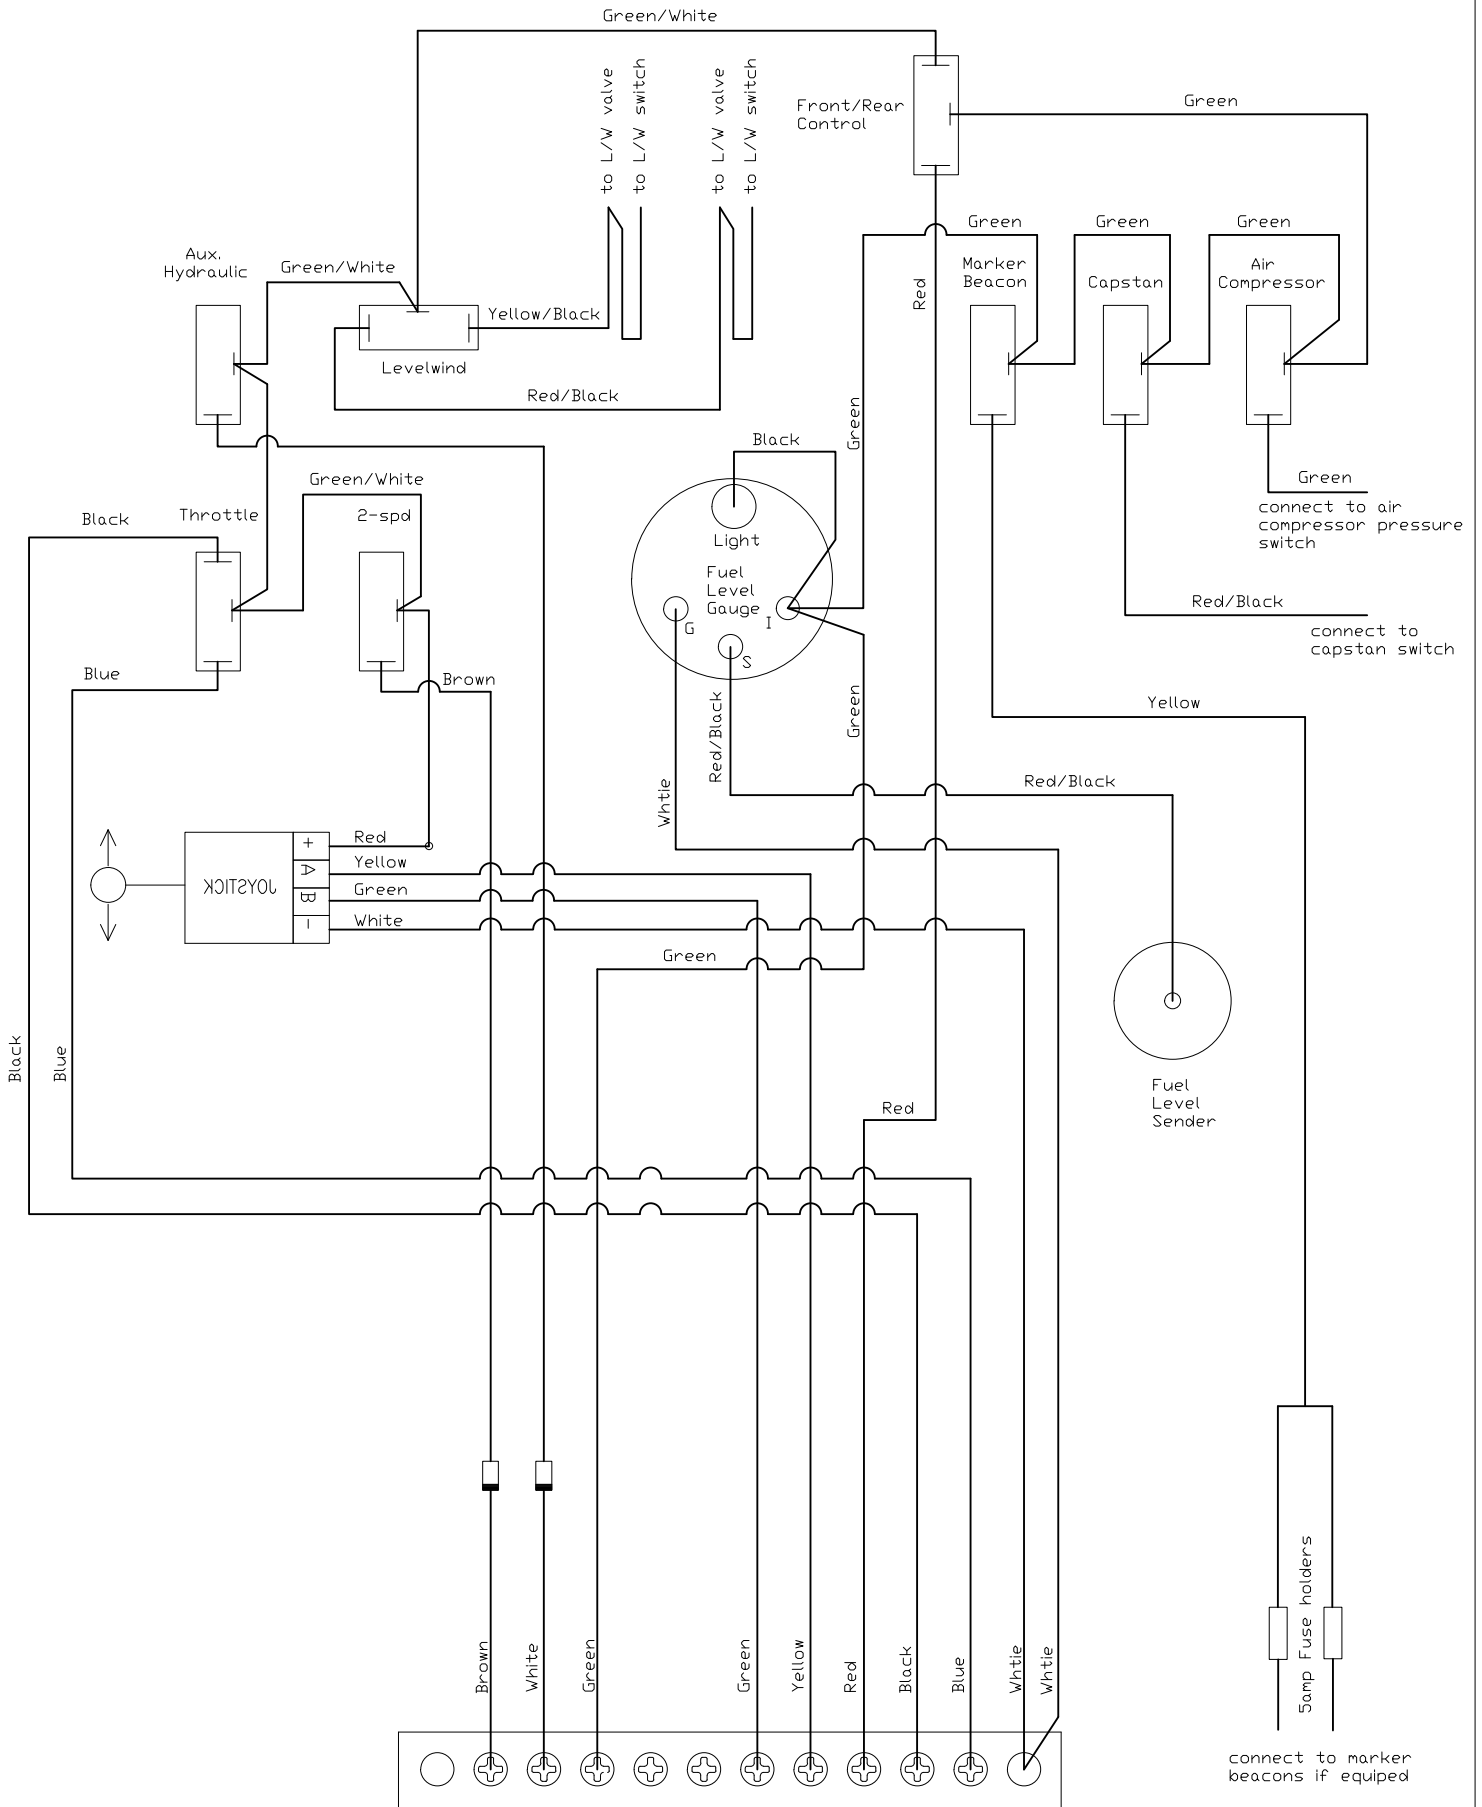 Green/White
to L/W valve
to L/W switch
to L/W valve
to L/W switch
Front/Rear
Control
Green
Green
Green
Green
Aux.
Hydraulic
Green/White
Marker
Beacon
Capstan
Air
Compressor
Yellow/Black
Red
Levelwind
Red/Black
Green
Black
Green/White
Green
connect to air
compressor pressure
switch
Black
Throttle
2-spd
Light
Fuel
Level
Gauge
G
I
S
Red/Black
connect to
capstan switch
Blue
Brown
Red/Black
Green
Yellow
Whtie
Red/Black
Red
Yellow
Green
White
JOYSTICK
+
A
B
-
Green
Black
Blue
Red
Fuel
Level
Sender
5amp Fuse holders
Brown
White
Green
Green
Yellow
Red
Black
Blue
Whtie
Whtie
connect to marker
beacons if equiped